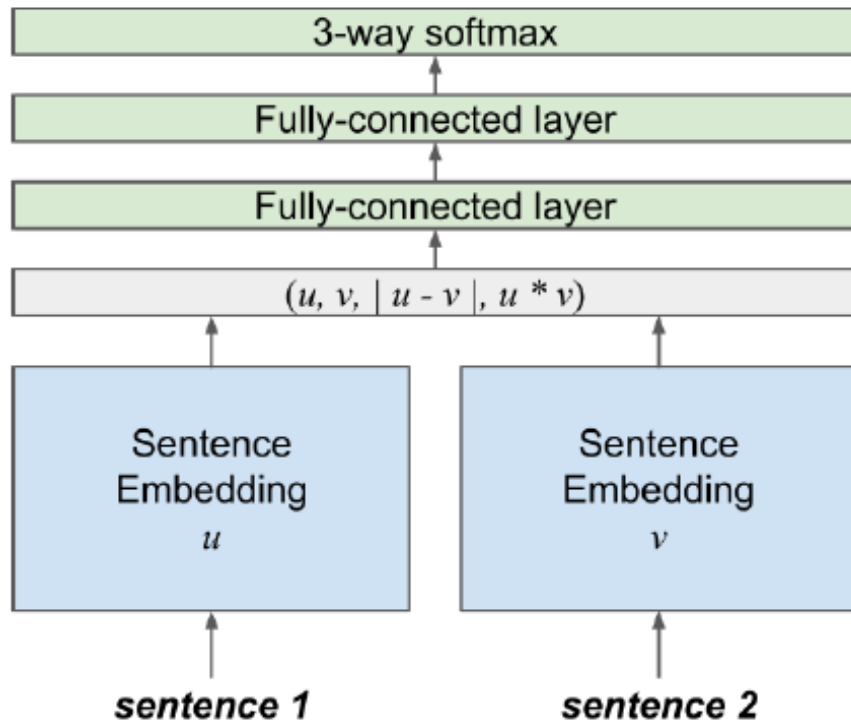 3-way softmax
Fully-connected layer
Fully-connected layer
(u, v, | u - v |, u * v)
Sentence
Embedding
u
Sentence
Embedding
v
sentence 1
sentence 2